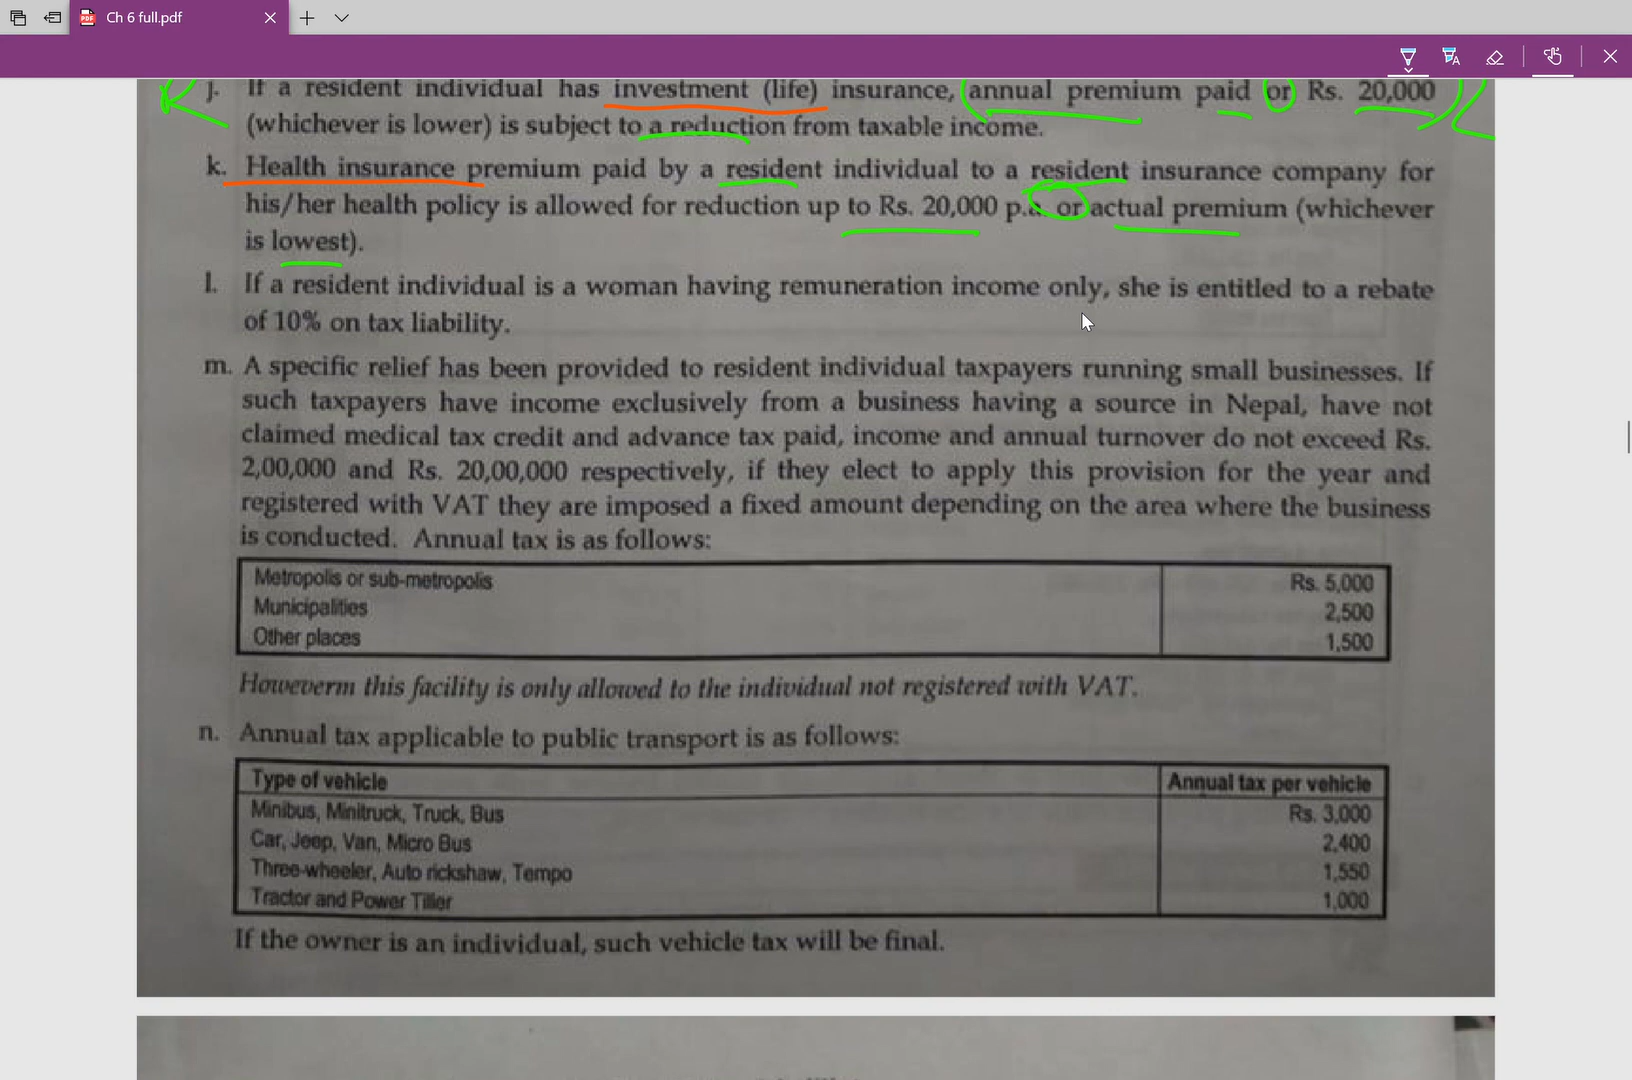 Ch 6 full.pdf
j. If a resident individual has investment (life) insurance, (annual premium paid or Rs. 20,000
(whichever is lower) is subject to a reduction from taxable income.
k. Health insurance premium paid by a resident individual to a resident insurance company for
his/her health policy is allowed for reduction up to Rs. 20,000 p.a. or actual premium (whichever
is lowest).
l. If a resident individual is a woman having remuneration income only, she is entitled to a rebate
of 10% on tax liability.
m. A specific relief has been provided to resident individual taxpayers running small businesses. If
such taxpayers have income exclusively from a business having a source in Nepal, have not
claimed medical tax credit and advance tax paid, income and annual turnover do not exceed Rs.
2,00,000 and Rs. 20,00,000 respectively, if they elect to apply this provision for the year and
registered with VAT they are imposed a fixed amount depending on the area where the business
is conducted. Annual tax is as follows:
Metropolis or sub-metropolis Rs. 5,000
Municipalities 2,500
Other places 1,500
Howeverm this facility is only allowed to the individual not registered with VAT.
n. Annual tax applicable to public transport is as follows:
Type of vehicle Annual tax per vehicle
Minibus, Minitruck, Truck, Bus Rs. 3,000
Car, Jeep, Van, Micro Bus 2,400
Three-wheeler, Auto rickshaw, Tempo 1,550
Tractor and Power Tiller 1,000
If the owner is an individual, such vehicle tax will be final.